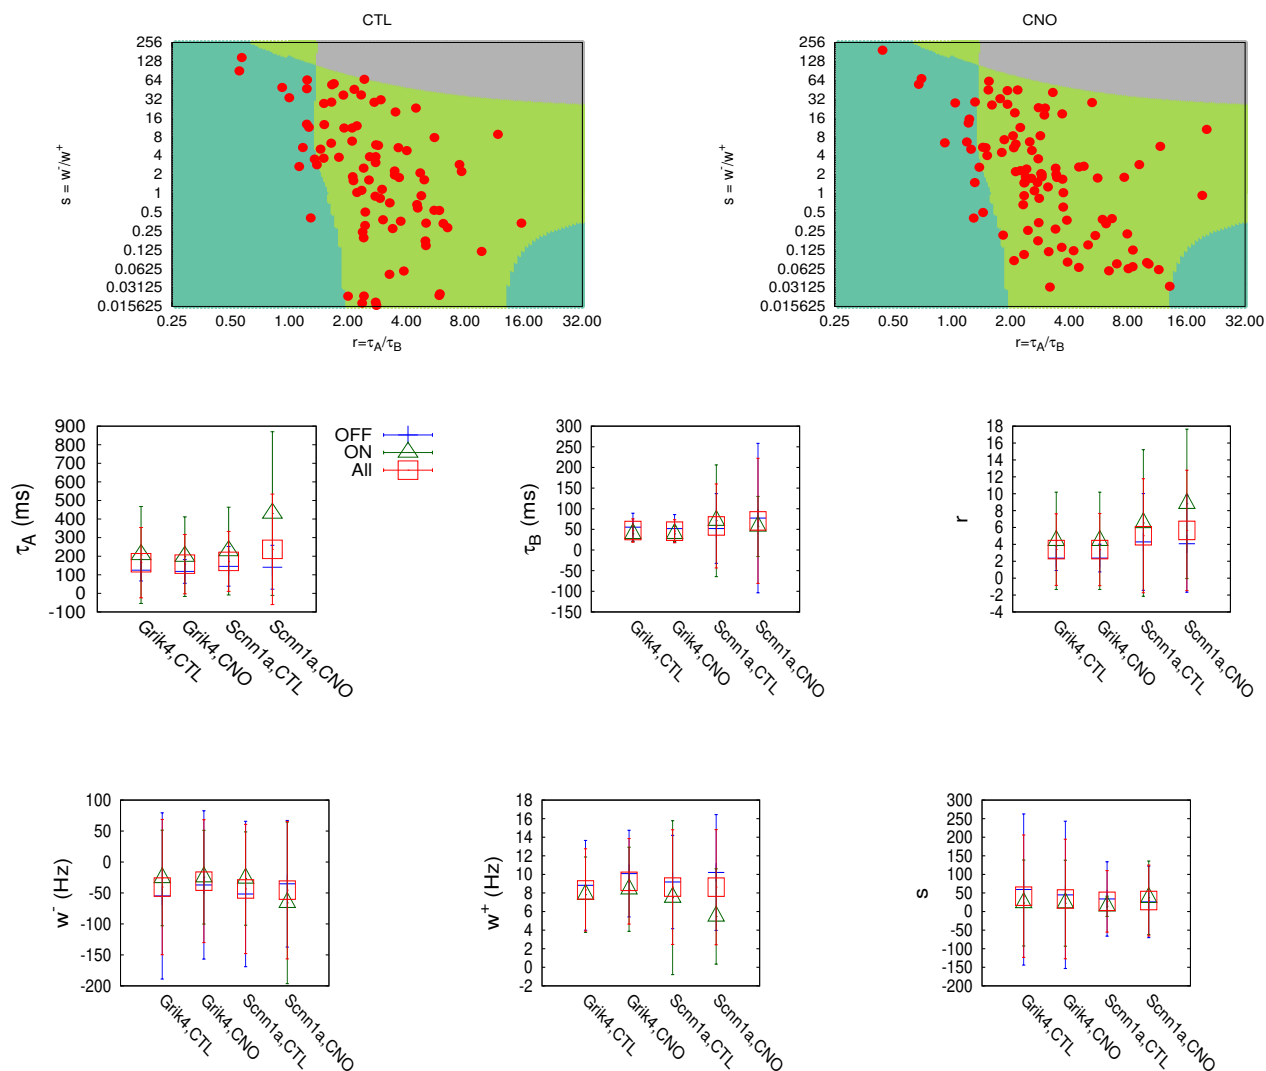 CTL
256
128
64
32
16
8
4
2
1
0.5
0.25
0.125
0.0625
0.03125
0.015625
s = w⁻/w⁺
0.25 0.50 1.00 2.00 4.00 8.00 16.00 32.00
r=τ_A/τ_B
CNO
256
128
64
32
16
8
4
2
1
0.5
0.25
0.125
0.0625
0.03125
0.015625
s = w⁻/w⁺
0.25 0.50 1.00 2.00 4.00 8.00 16.00 32.00
r=τ_A/τ_B
900
800
700
600
500
400
300
200
100
0
-100
τ_A (ms)
Grik4,CTL
Grik4,CNO
Scnn1a,CTL
Scnn1a,CNO
OFF
ON
All
300
250
200
150
100
50
0
-50
-100
-150
τ_B (ms)
Grik4,CTL
Grik4,CNO
Scnn1a,CTL
Scnn1a,CNO
18
16
14
12
10
8
6
4
2
0
-2
-4
r
Grik4,CTL
Grik4,CNO
Scnn1a,CTL
Scnn1a,CNO
100
50
0
-50
-100
-150
-200
w⁻ (Hz)
Grik4,CTL
Grik4,CNO
Scnn1a,CTL
Scnn1a,CNO
18
16
14
12
10
8
6
4
2
0
-2
w⁺ (Hz)
Grik4,CTL
Grik4,CNO
Scnn1a,CTL
Scnn1a,CNO
300
250
200
150
100
50
0
-50
-100
-150
-200
s
Grik4,CTL
Grik4,CNO
Scnn1a,CTL
Scnn1a,CNO